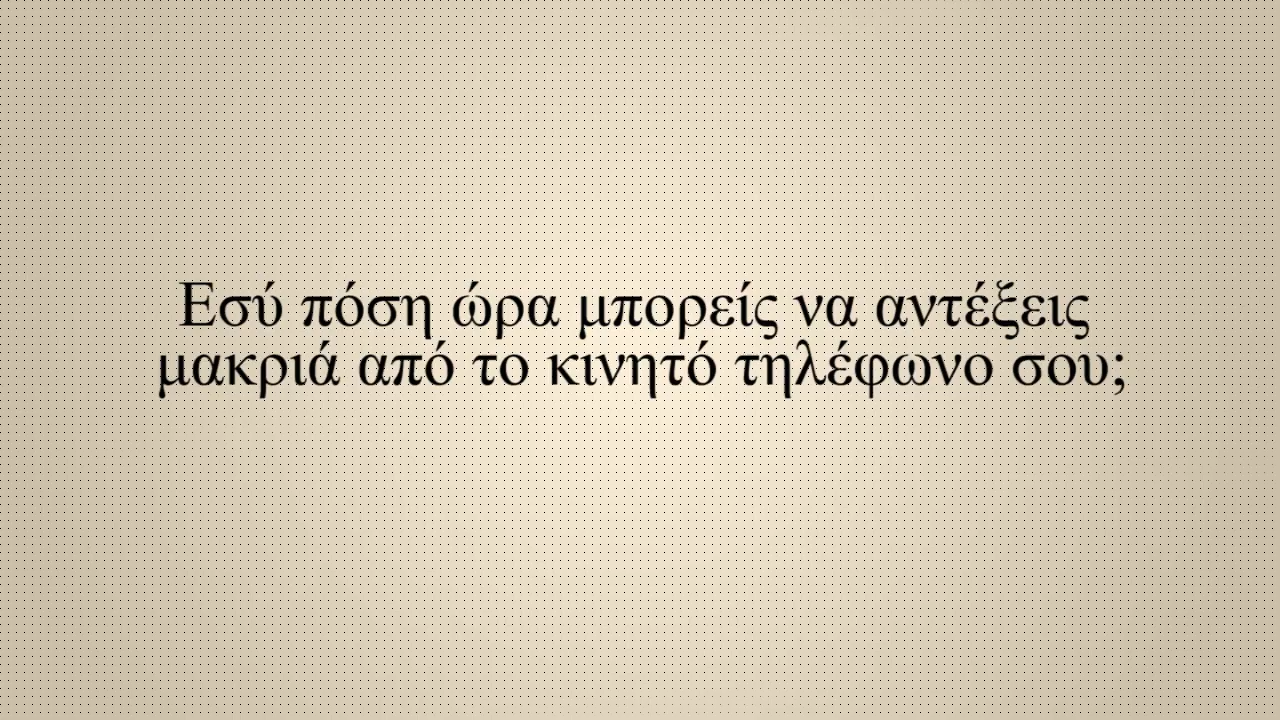 Εσύ πόση ώρα μπορείς να αντέξεις
μακριά από το κινητό τηλέφωνο σου;